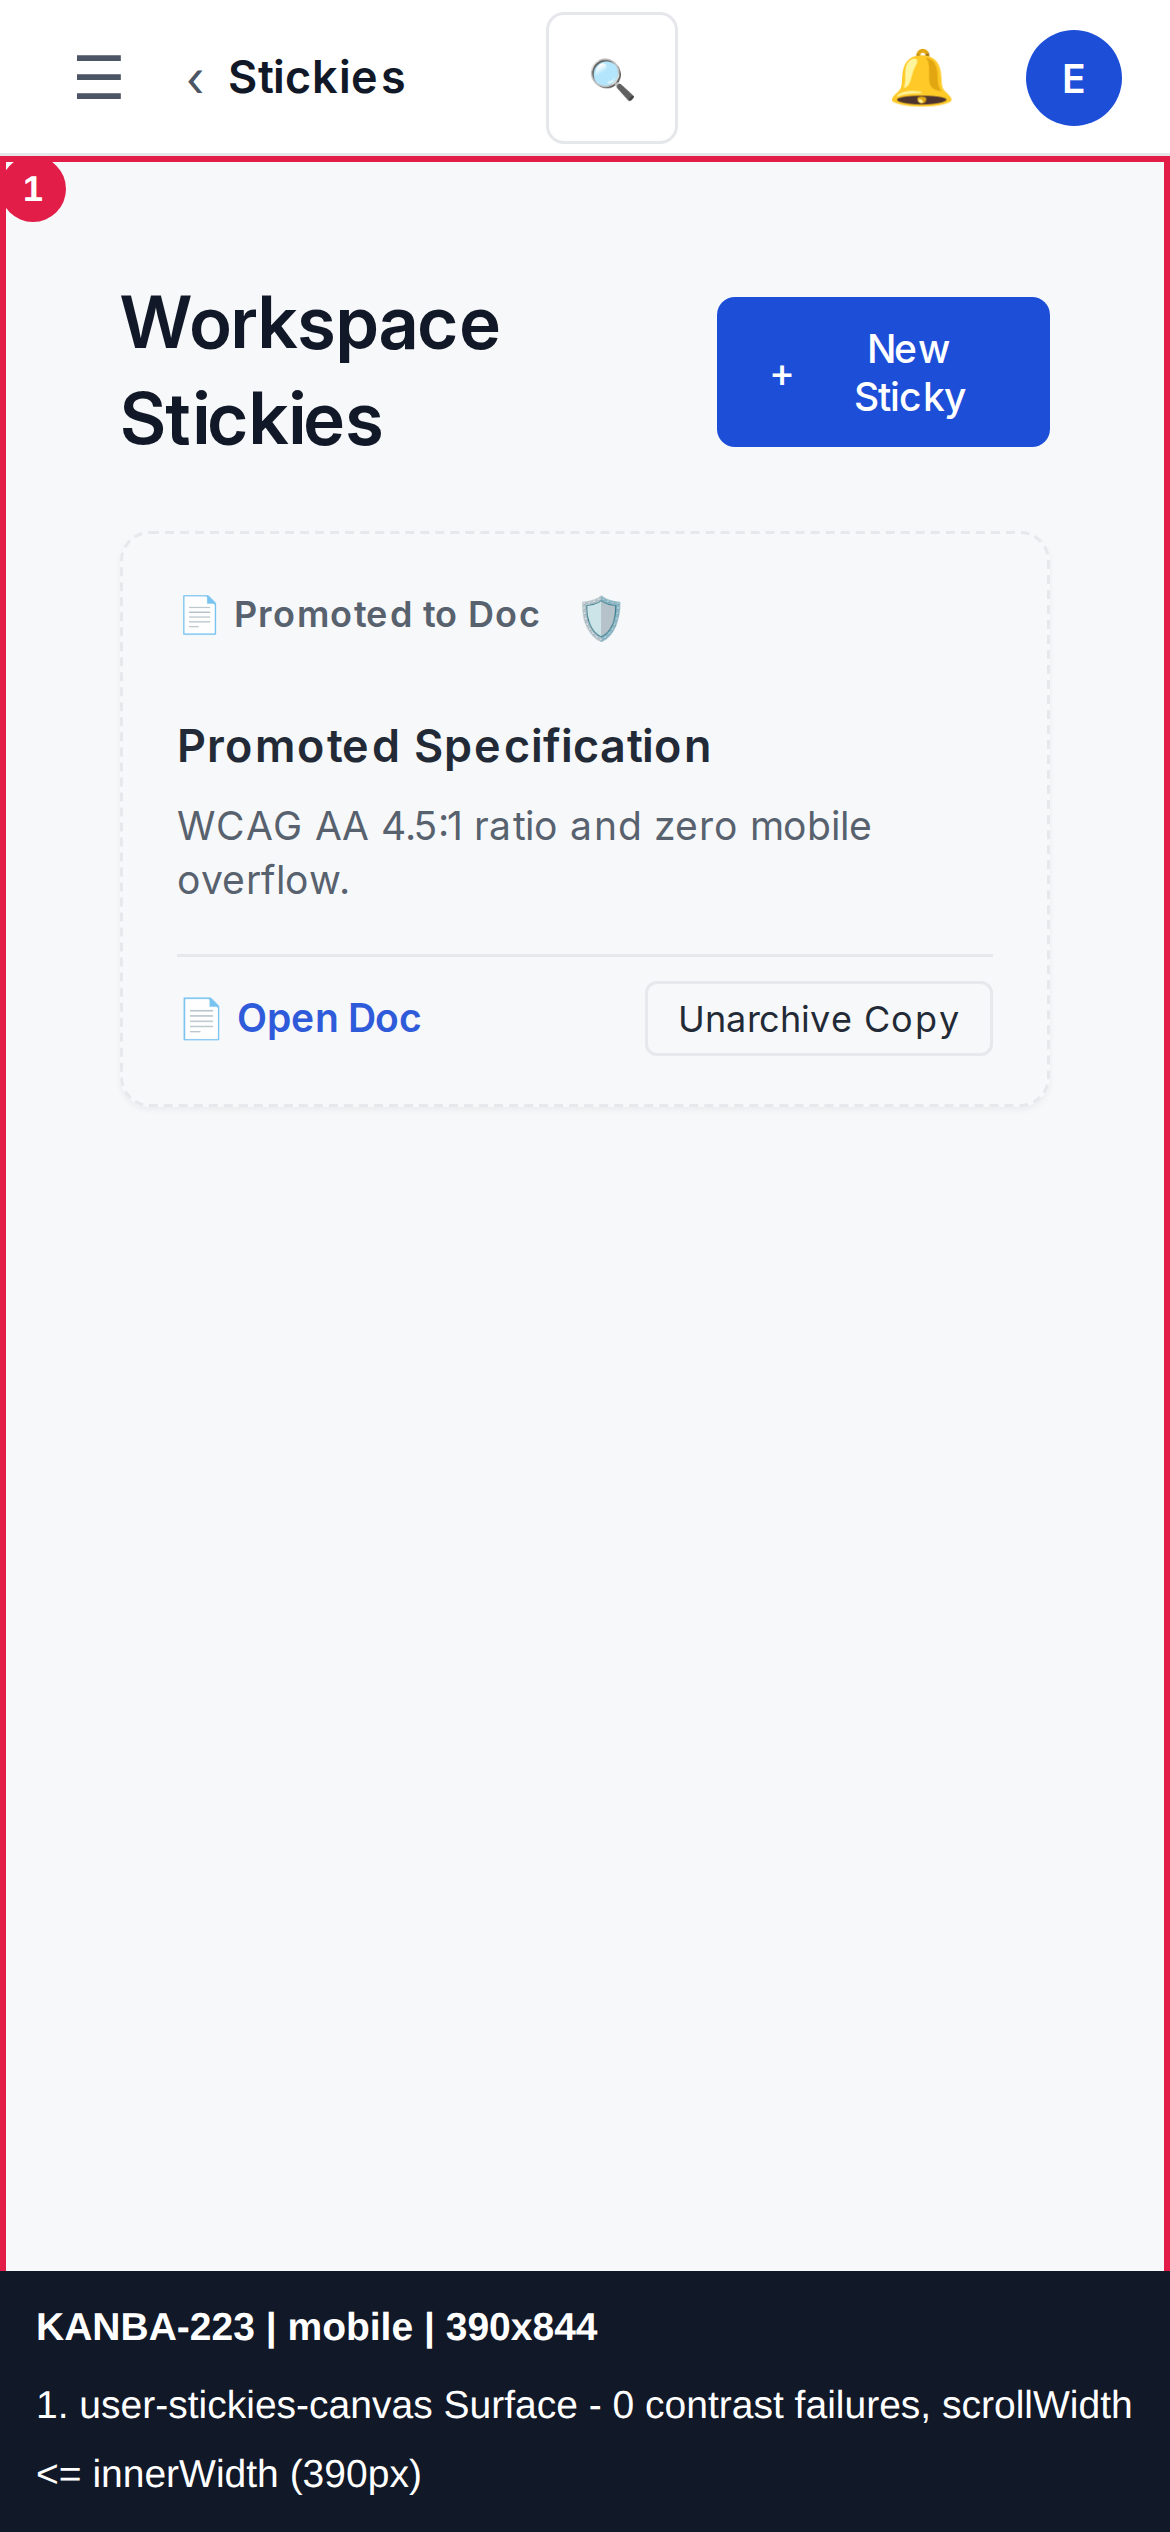 Stickies
E
1
Workspace
Stickies
+ New
Sticky
Promoted to Doc
Promoted Specification
WCAG AA 4.5:1 ratio and zero mobile
overflow.
Open Doc
Unarchive Copy
KANBA-223 | mobile | 390x844
1. user-stickies-canvas Surface - 0 contrast failures, scrollWidth
<= innerWidth (390px)